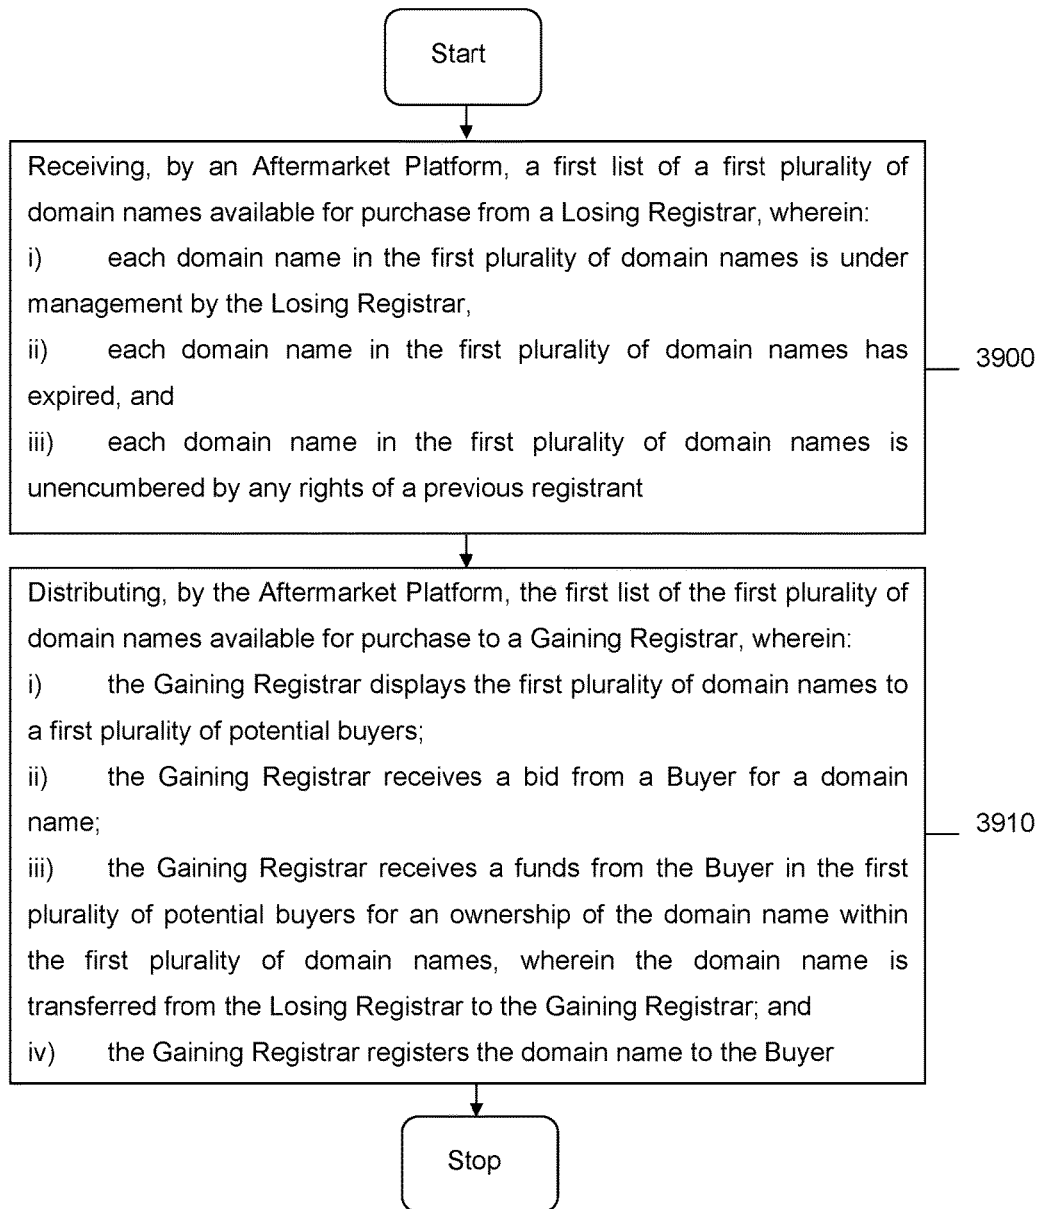 Start
Receiving, by an Aftermarket Platform, a first list of a first plurality of
domain names available for purchase from a Losing Registrar, wherein:
i) each domain name in the first plurality of domain names is under
management by the Losing Registrar,
ii) each domain name in the first plurality of domain names has
expired, and
iii) each domain name in the first plurality of domain names is
unencumbered by any rights of a previous registrant
3900
Distributing, by the Aftermarket Platform, the first list of the first plurality of
domain names available for purchase to a Gaining Registrar, wherein:
i) the Gaining Registrar displays the first plurality of domain names to
a first plurality of potential buyers;
ii) the Gaining Registrar receives a bid from a Buyer for a domain
name;
iii) the Gaining Registrar receives a funds from the Buyer in the first
plurality of potential buyers for an ownership of the domain name within
the first plurality of domain names, wherein the domain name is
transferred from the Losing Registrar to the Gaining Registrar; and
iv) the Gaining Registrar registers the domain name to the Buyer
3910
Stop